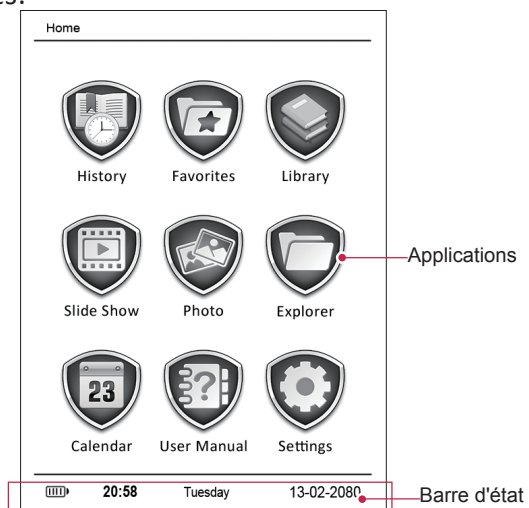 Home
History Favorites Library
Applications
Slide Show Photo Explorer
23
Calendar User Manual Settings
20:58 Tuesday 13-02-2080
Barre d'état